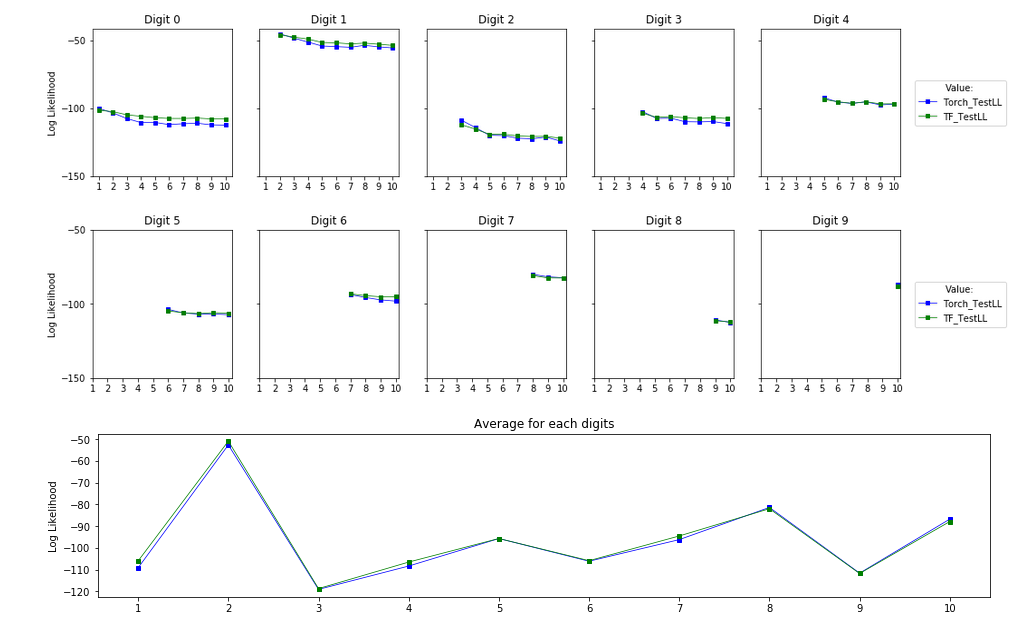 Digit 0 Digit 1 Digit 2 Digit 3 Digit 4
Log Likelihood
−50
−100
−150
1 2 3 4 5 6 7 8 9 10 1 2 3 4 5 6 7 8 9 10 1 2 3 4 5 6 7 8 9 10 1 2 3 4 5 6 7 8 9 10 1 2 3 4 5 6 7 8 9 10
Value:
Torch_TestLL
TF_TestLL
Digit 5 Digit 6 Digit 7 Digit 8 Digit 9
Log Likelihood
−50
−100
−150
1 2 3 4 5 6 7 8 9 10 1 2 3 4 5 6 7 8 9 10 1 2 3 4 5 6 7 8 9 10 1 2 3 4 5 6 7 8 9 10 1 2 3 4 5 6 7 8 9 10
Value:
Torch_TestLL
TF_TestLL
Average for each digits
Log Likelihood
−50
−60
−70
−80
−90
−100
−110
−120
1 2 3 4 5 6 7 8 9 10